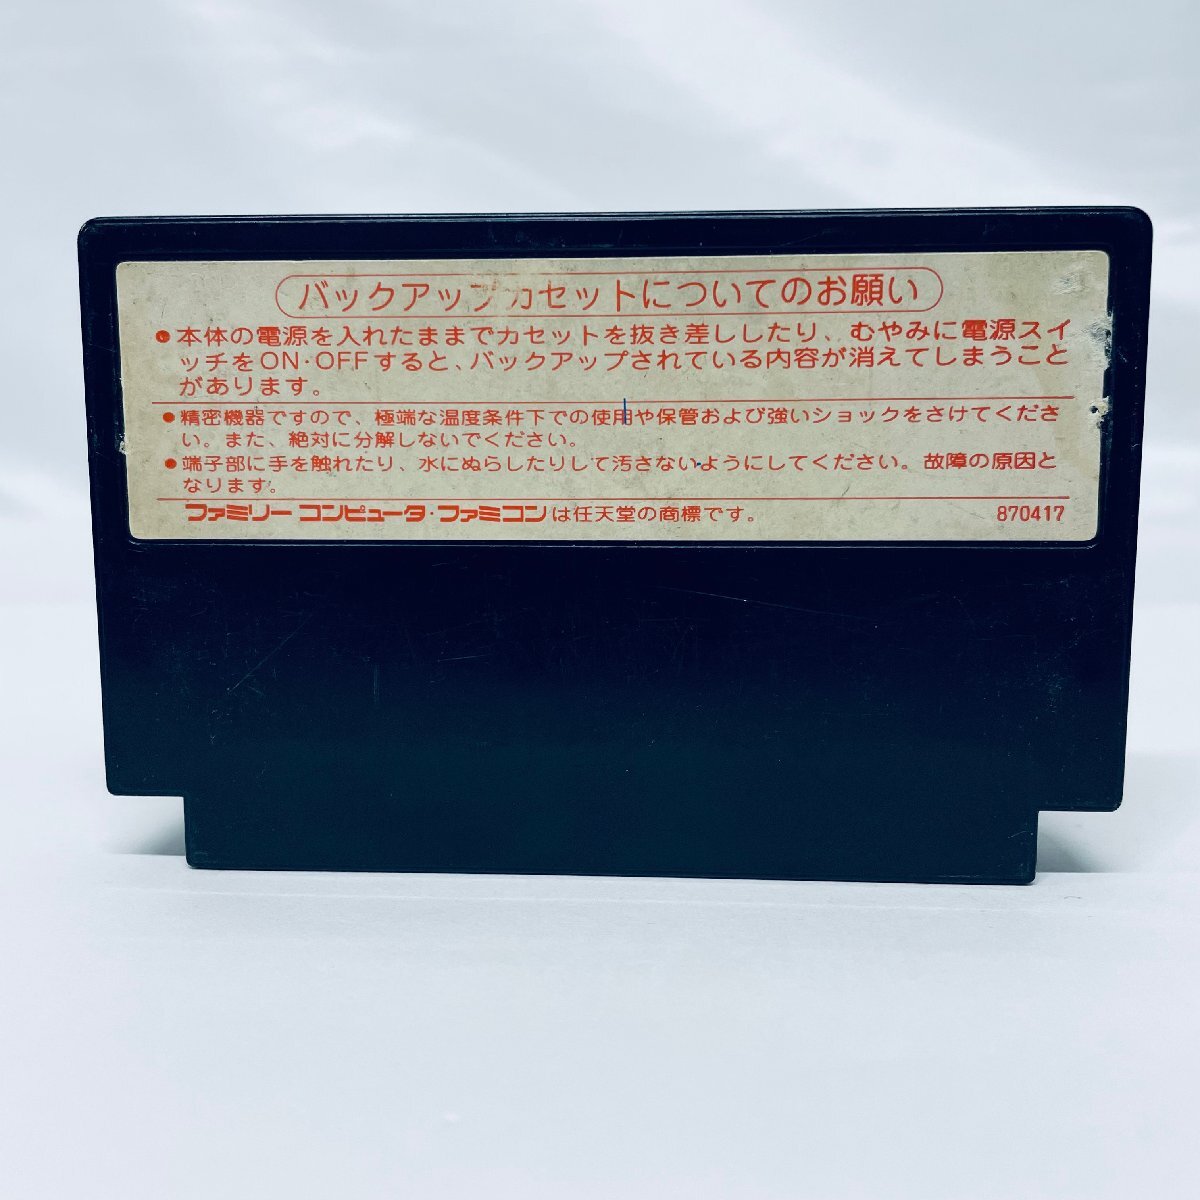 バックアップカセットについてのお願い
●本体の電源を入れたままでカセットを抜き差ししたり、むやみに電源スイ
ッチをON・OFFすると、バックアップされている内容が消えてしまうこと
があります。
●精密機器ですので、極端な温度条件下での使用や保管および強いショックをさけてくださ
い。また、絶対に分解しないでください。
●端子部に手を触れたり、水にぬらしたりして汚さないようにしてください。故障の原因と
なります。
ファミリーコンピュータ・ファミコンは任天堂の商標です。 870417